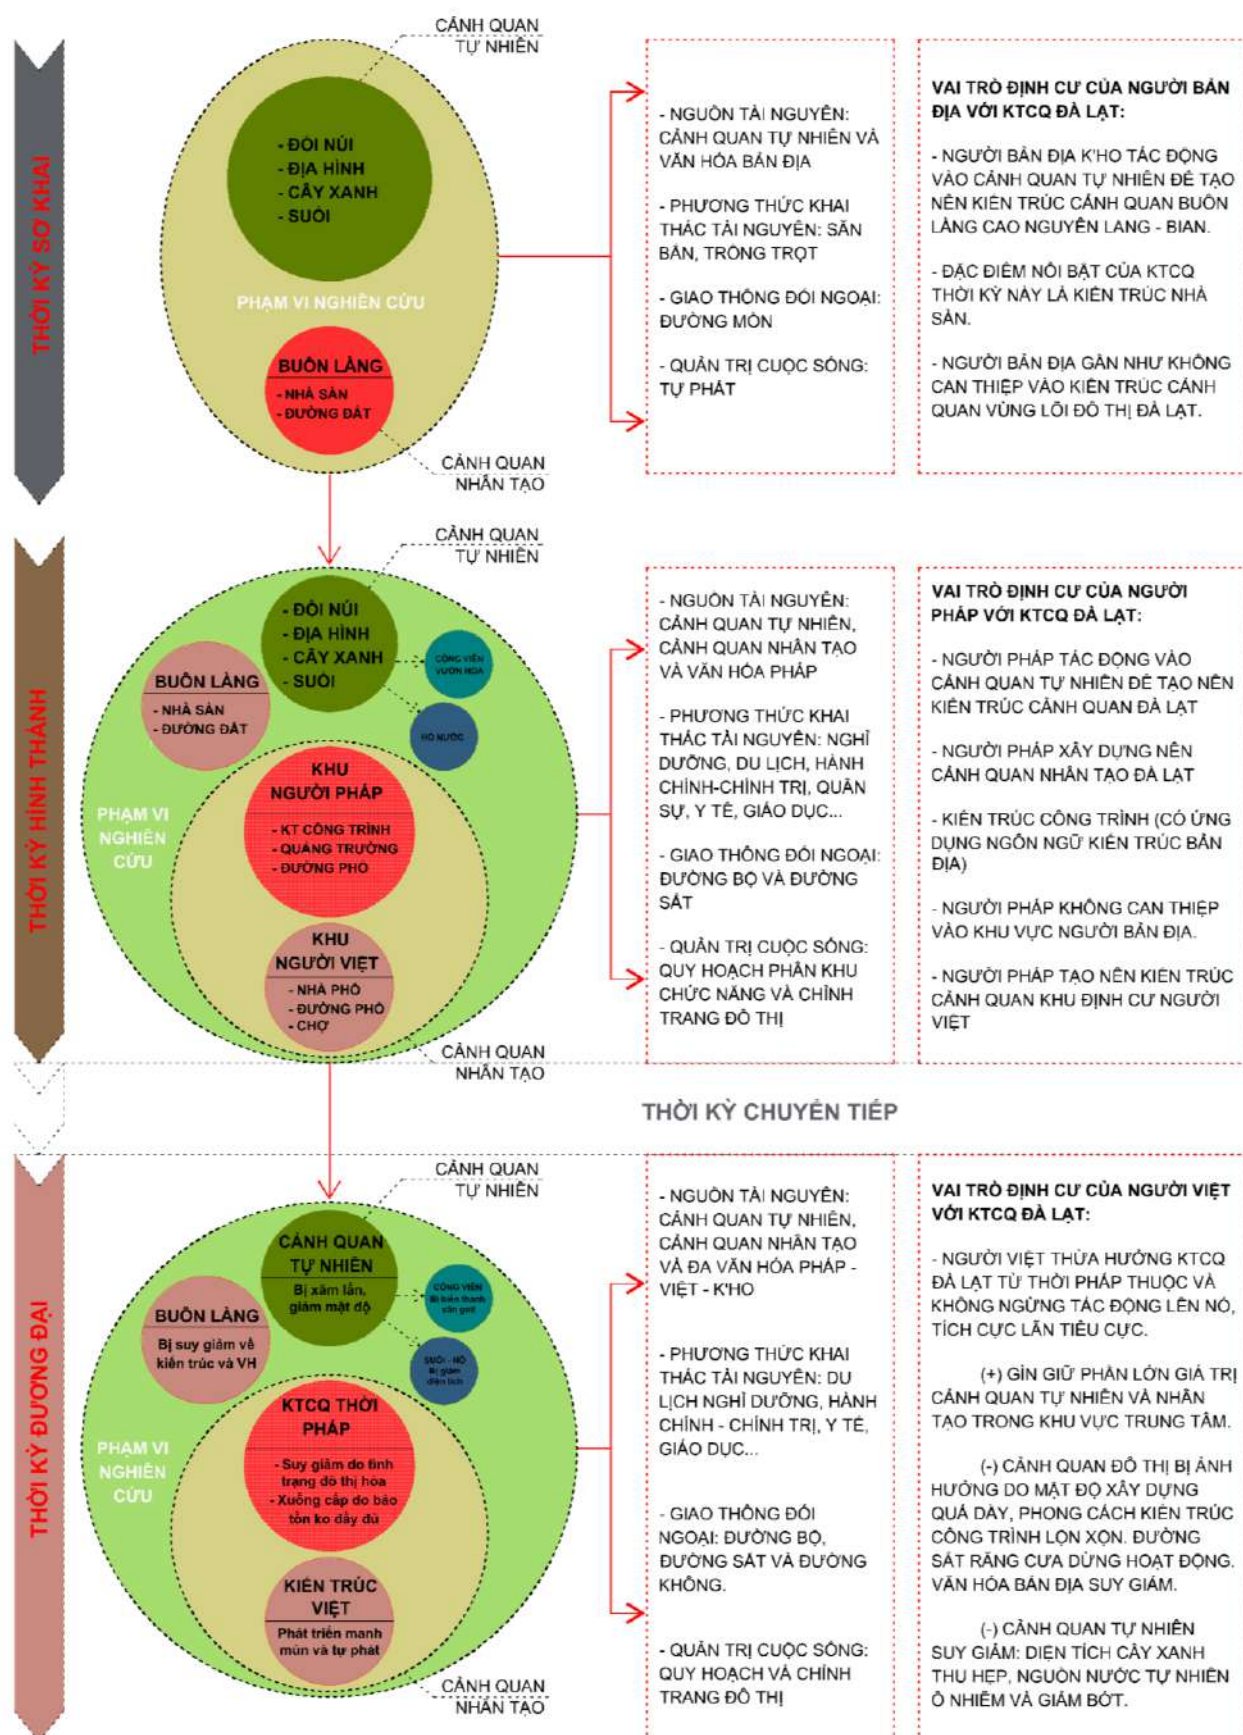 THỜI KỲ SƠ KHAI
CẢNH QUAN
TỰ NHIÊN
- ĐỒI NÚI
- ĐỊA HÌNH
- CÂY XANH
- SUỐI
PHẠM VI NGHIÊN CỨU
BUÔN LÀNG
- NHÀ SÀN
- ĐƯỜNG ĐẤT
CẢNH QUAN
NHÂN TẠO
- NGUỒN TÀI NGUYÊN:
CẢNH QUAN TỰ NHIÊN VÀ
VĂN HÓA BẢN ĐỊA
- PHƯƠNG THỨC KHAI
THÁC TÀI NGUYÊN: SĂN
BẮN, TRỒNG TRỌT
- GIAO THÔNG ĐỐI NGOẠI:
ĐƯỜNG MÒN
- QUẢN TRỊ CUỘC SỐNG:
TỰ PHÁT
VAI TRÒ ĐỊNH CƯ CỦA NGƯỜI BẢN
ĐỊA VỚI KTCQ ĐÀ LẠT:
- NGƯỜI BẢN ĐỊA K'HO TÁC ĐỘNG
VÀO CẢNH QUAN TỰ NHIÊN ĐỂ TẠO
NÊN KIẾN TRÚC CẢNH QUAN BUÔN
LÀNG CAO NGUYÊN LANG - BIAN.
- ĐẶC ĐIỂM NỔI BẬT CỦA KTCQ
THỜI KỲ NÀY LÀ KIẾN TRÚC NHÀ
SÀN.
- NGƯỜI BẢN ĐỊA GẦN NHƯ KHÔNG
CAN THIỆP VÀO KIẾN TRÚC CẢNH
QUAN VÙNG LÕI ĐÔ THỊ ĐÀ LẠT.
THỜI KỲ HÌNH THÀNH
CẢNH QUAN
TỰ NHIÊN
- ĐỒI NÚI
- ĐỊA HÌNH
- CÂY XANH
- SUỐI
CÔNG VIÊN
VƯỜN HOA
HỒ NƯỚC
BUÔN LÀNG
- NHÀ SÀN
- ĐƯỜNG ĐẤT
PHẠM VI
NGHIÊN
CỨU
KHU
NGƯỜI PHÁP
- KT CÔNG TRÌNH
- QUẢNG TRƯỜNG
- ĐƯỜNG PHỐ
KHU
NGƯỜI VIỆT
- NHÀ PHỐ
- ĐƯỜNG PHỐ
- CHỢ
CẢNH QUAN
NHÂN TẠO
- NGUỒN TÀI NGUYÊN:
CẢNH QUAN TỰ NHIÊN,
CẢNH QUAN NHÂN TẠO
VÀ VĂN HÓA PHÁP
- PHƯƠNG THỨC KHAI
THÁC TÀI NGUYÊN: NGHỈ
DƯỠNG, DU LỊCH, HÀNH
CHÍNH-CHÍNH TRỊ, QUÂN
SỰ, Y TẾ, GIÁO DỤC...
- GIAO THÔNG ĐỐI NGOẠI:
ĐƯỜNG BỘ VÀ ĐƯỜNG
SẮT
- QUẢN TRỊ CUỘC SỐNG:
QUY HOẠCH PHÂN KHU
CHỨC NĂNG VÀ CHỈNH
TRANG ĐÔ THỊ
VAI TRÒ ĐỊNH CƯ CỦA NGƯỜI
PHÁP VỚI KTCQ ĐÀ LẠT:
- NGƯỜI PHÁP TÁC ĐỘNG VÀO
CẢNH QUAN TỰ NHIÊN ĐỂ TẠO NÊN
KIẾN TRÚC CẢNH QUAN ĐÀ LẠT
- NGƯỜI PHÁP XÂY DỰNG NÊN
CẢNH QUAN NHÂN TẠO ĐÀ LẠT
- KIẾN TRÚC CÔNG TRÌNH (CÓ ỨNG
DỤNG NGÔN NGỮ KIẾN TRÚC BẢN
ĐỊA)
- NGƯỜI PHÁP KHÔNG CAN THIỆP
VÀO KHU VỰC NGƯỜI BẢN ĐỊA.
- NGƯỜI PHÁP TẠO NÊN KIẾN TRÚC
CẢNH QUAN KHU ĐỊNH CƯ NGƯỜI
VIỆT
THỜI KỲ CHUYỂN TIẾP
THỜI KỲ ĐƯƠNG ĐẠI
CẢNH QUAN
TỰ NHIÊN
CẢNH QUAN
TỰ NHIÊN
Bị xâm lấn,
giảm mật độ
CÔNG VIÊN
Bị biến thành
sân golf
SUỐI - HỒ
Bị giảm
diện tích
BUÔN LÀNG
Bị suy giảm về
kiến trúc và VH
PHẠM VI
NGHIÊN
CỨU
KTCQ THỜI
PHÁP
- Suy giảm do tình
trạng đô thị hóa
- Xuống cấp do bảo
tồn ko đầy đủ
KIẾN TRÚC
VIỆT
Phát triển manh
mún và tự phát
CẢNH QUAN
NHÂN TẠO
- NGUỒN TÀI NGUYÊN:
CẢNH QUAN TỰ NHIÊN,
CẢNH QUAN NHÂN TẠO
VÀ ĐA VĂN HÓA PHÁP -
VIỆT - K'HO
- PHƯƠNG THỨC KHAI
THÁC TÀI NGUYÊN: DU
LỊCH NGHỈ DƯỠNG, HÀNH
CHÍNH - CHÍNH TRỊ, Y TẾ,
GIÁO DỤC...
- GIAO THÔNG ĐỐI
NGOẠI: ĐƯỜNG BỘ,
ĐƯỜNG SẮT VÀ ĐƯỜNG
KHÔNG.
- QUẢN TRỊ CUỘC SỐNG:
QUY HOẠCH VÀ CHỈNH
TRANG ĐÔ THỊ
VAI TRÒ ĐỊNH CƯ CỦA NGƯỜI VIỆT
VỚI KTCQ ĐÀ LẠT:
- NGƯỜI VIỆT THỪA HƯỞNG KTCQ
ĐÀ LẠT TỪ THỜI PHÁP THUỘC VÀ
KHÔNG NGỪNG TÁC ĐỘNG LÊN NÓ,
TÍCH CỰC LẪN TIÊU CỰC.
(+) GÌN GIỮ PHẦN LỚN GIÁ TRỊ
CẢNH QUAN TỰ NHIÊN VÀ NHÂN
TẠO TRONG KHU VỰC TRUNG TÂM.
(-) CẢNH QUAN ĐÔ THỊ BỊ ẢNH
HƯỞNG DO MẬT ĐỘ XÂY DỰNG
QUÁ DÀY, PHONG CÁCH KIẾN TRÚC
CÔNG TRÌNH LỘN XỘN. ĐƯỜNG
SẮT RĂNG CƯA DỪNG HOẠT ĐỘNG.
VĂN HÓA BẢN ĐỊA SUY GIẢM.
(-) CẢNH QUAN TỰ NHIÊN
SUY GIẢM: DIỆN TÍCH CÂY XANH
THU HẸP, NGUỒN NƯỚC TỰ NHIÊN
Ô NHIỄM VÀ GIẢM BỚT.